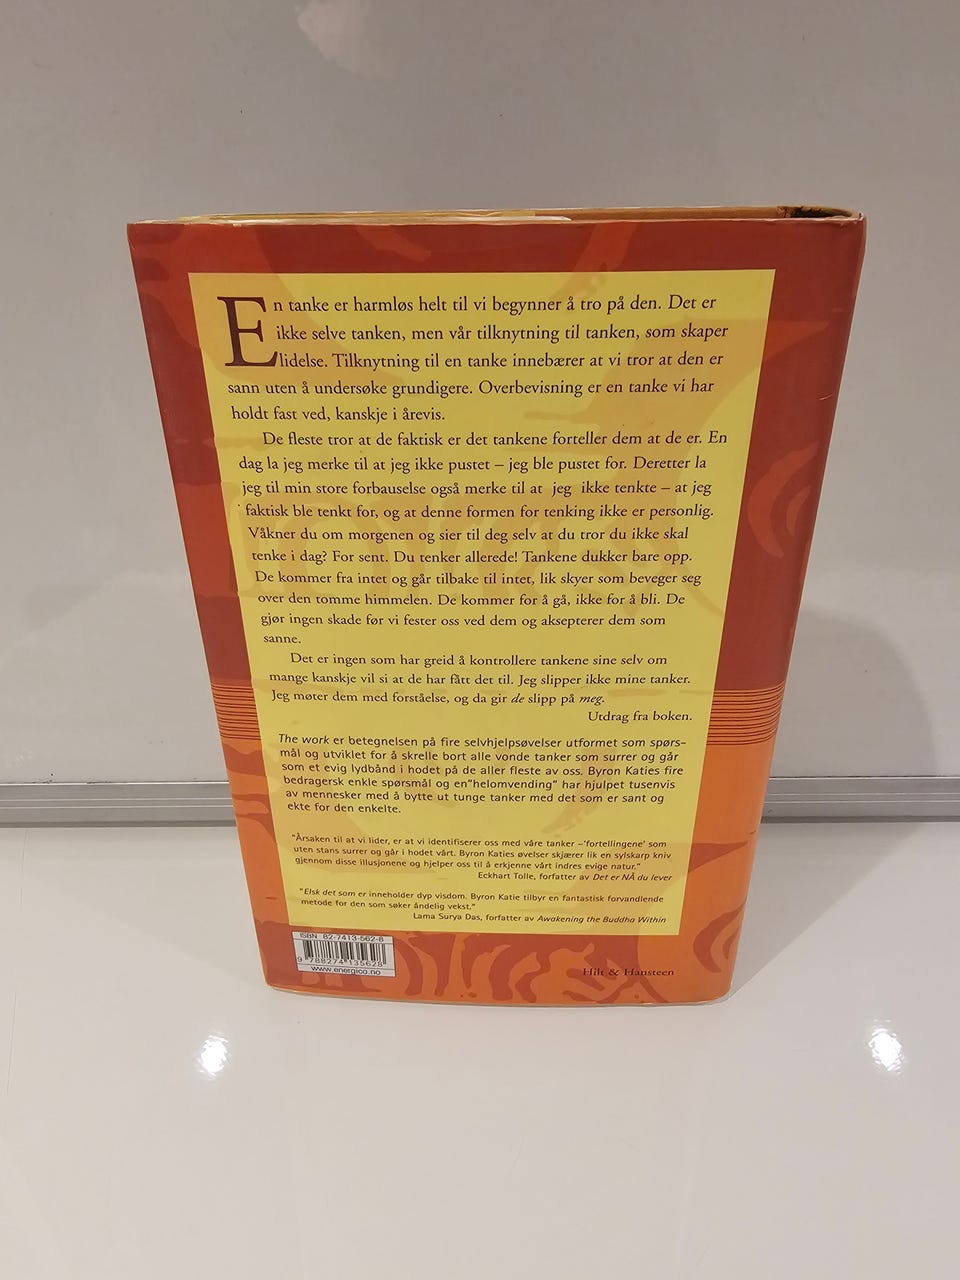 En tanke er harmløs helt til vi begynner å tro på den. Det er
ikke selve tanken, men vår tilknytning til tanken, som skaper
lidelse. Tilknytning til en tanke innebærer at vi tror at den er
sann uten å undersøke grundigere. Overbevisning er en tanke vi har
holdt fast ved, kanskje i årevis.
De fleste tror at de faktisk er det tankene forteller dem at de er. En
dag la jeg merke til at jeg ikke pustet – jeg ble pustet for. Deretter la
jeg til min store forbauselse også merke til at jeg ikke tenkte – at jeg
faktisk ble tenkt for, og at denne formen for tenking ikke er personlig.
Våkner du om morgenen og sier til deg selv at du tror du ikke skal
tenke i dag? For sent. Du tenker allerede! Tankene dukker bare opp.
De kommer fra intet og går tilbake til intet, lik skyer som beveger seg
over den tomme himmelen. De kommer for å gå, ikke for å bli. De
gjør ingen skade før vi fester oss ved dem og aksepterer dem som
sanne.
Det er ingen som har greid å kontrollere tankene sine selv om
mange kanskje vil si at de har fått det til. Jeg slipper ikke mine tanker.
Jeg møter dem med forståelse, og da gir de slipp på meg.
Utdrag fra boken.
The work er betegnelsen på fire selvhjelpsøvelser utformet som spørs-
mål og utviklet for å skrelle bort alle vonde tanker som surrer og går
som et evig lydbånd i hodet på de aller fleste av oss. Byron Katies fire
bedragersk enkle spørsmål og en"helomvending" har hjulpet tusenvis
av mennesker med å bytte ut tunge tanker med det som er sant og
ekte for den enkelte.
"Årsaken til at vi lider, er at vi identifiserer oss med våre tanker –'fortellingene' som
uten stans surrer og går i hodet vårt. Byron Katies øvelser skjærer lik en sylskarp kniv
gjennom disse illusjonene og hjelper oss til å erkjenne vårt indres evige natur."
Eckhart Tolle, forfatter av Det er NÅ du lever
"Elsk det som er inneholder dyp visdom. Byron Katie tilbyr en fantastisk forvandlende
metode for den som søker åndelig vekst."
Lama Surya Das, forfatter av Awakening the Buddha Within
ISBN 82-7413-562-8
9 788274 135628
www.energica.no
Hilt & Hansteen